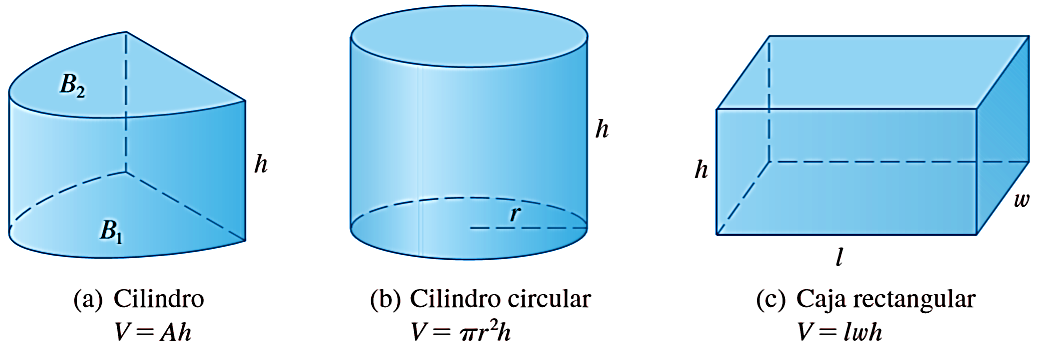 B₂
h
B₁
(a) Cilindro
V = Ah
h
r
(b) Cilindro circular
V = πr²h
h
w
l
(c) Caja rectangular
V = lwh